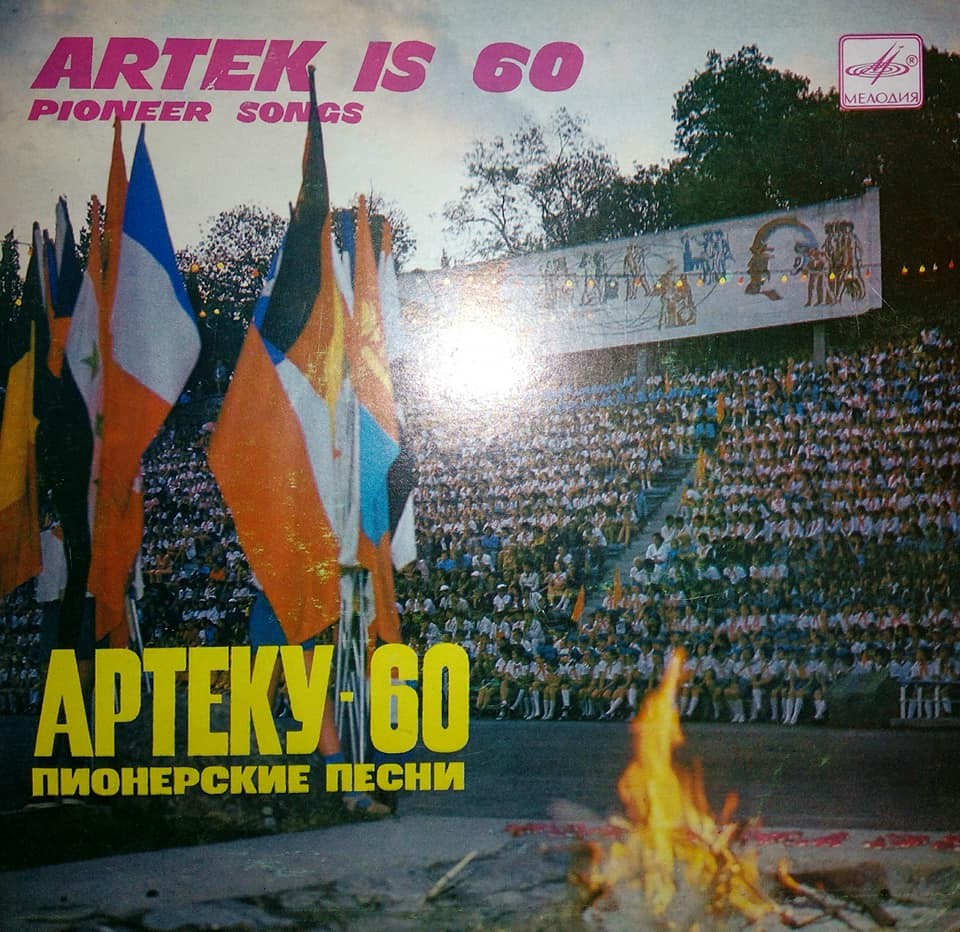 ARTEK IS 60
PIONEER SONGS
®
МЕЛОДИЯ
АРТЕКУ-60
ПИОНЕРСКИЕ ПЕСНИ